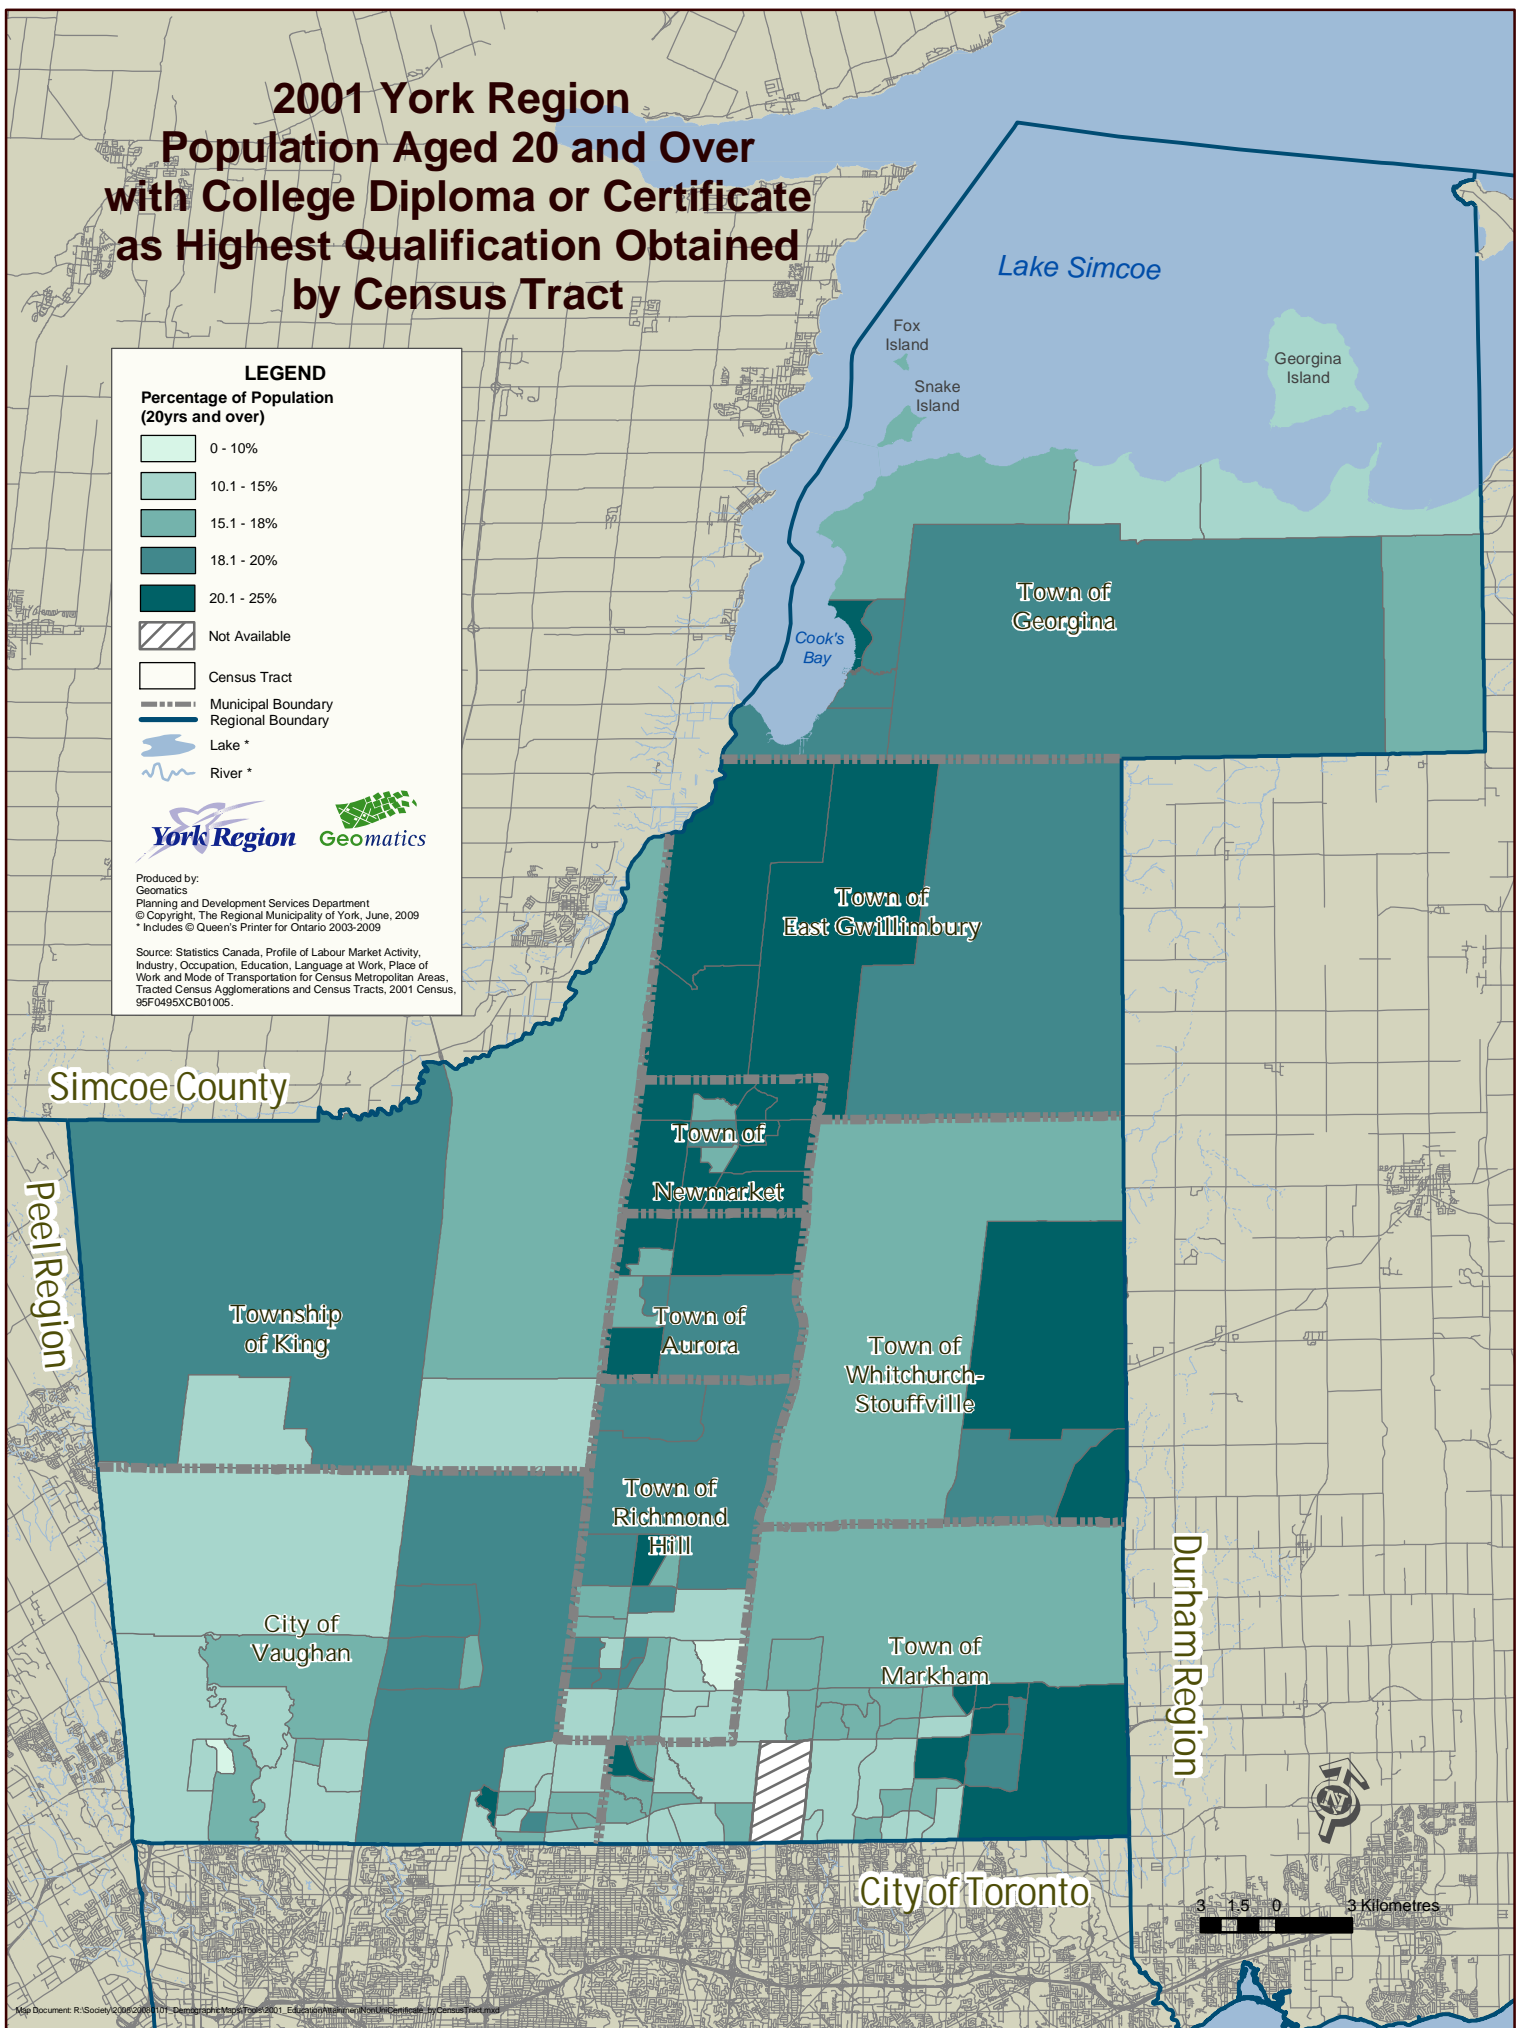 2001 York Region
Population Aged 20 and Over
with College Diploma or Certificate
as Highest Qualification Obtained
by Census Tract
Lake Simcoe
Fox
Island
Georgina
Island
Snake
Island
LEGEND
Percentage of Population
(20yrs and over)
0 - 10%
10.1 - 15%
15.1 - 18%
18.1 - 20%
20.1 - 25%
Not Available
Census Tract
Municipal Boundary
Regional Boundary
Lake *
River *
York Region
Geomatics
Produced by:
Geomatics
Planning and Development Services Department
© Copyright, The Regional Municipality of York, June, 2009
* Includes © Queen's Printer for Ontario 2003-2009
Source: Statistics Canada, Profile of Labour Market Activity,
Industry, Occupation, Education, Language at Work, Place of
Work and Mode of Transportation for Census Metropolitan Areas,
Tracted Census Agglomerations and Census Tracts, 2001 Census,
95F0495XCB01005.
Town of
Georgina
Cook's
Bay
Town of
East Gwillimbury
Simcoe County
Town of
Newmarket
Peel Region
Township
of King
Town of
Aurora
Town of
Whitchurch-
Stouffville
Town of
Richmond
Hill
City of
Vaughan
Town of
Markham
Durham Region
N
City of Toronto
3 1.5 0 3 Kilometres
Map Document: R:\Society\2006\20080101_DemographicMaps\Tools\2001_EducationAttainmentNonUniCertificate_byCensusTract.mxd